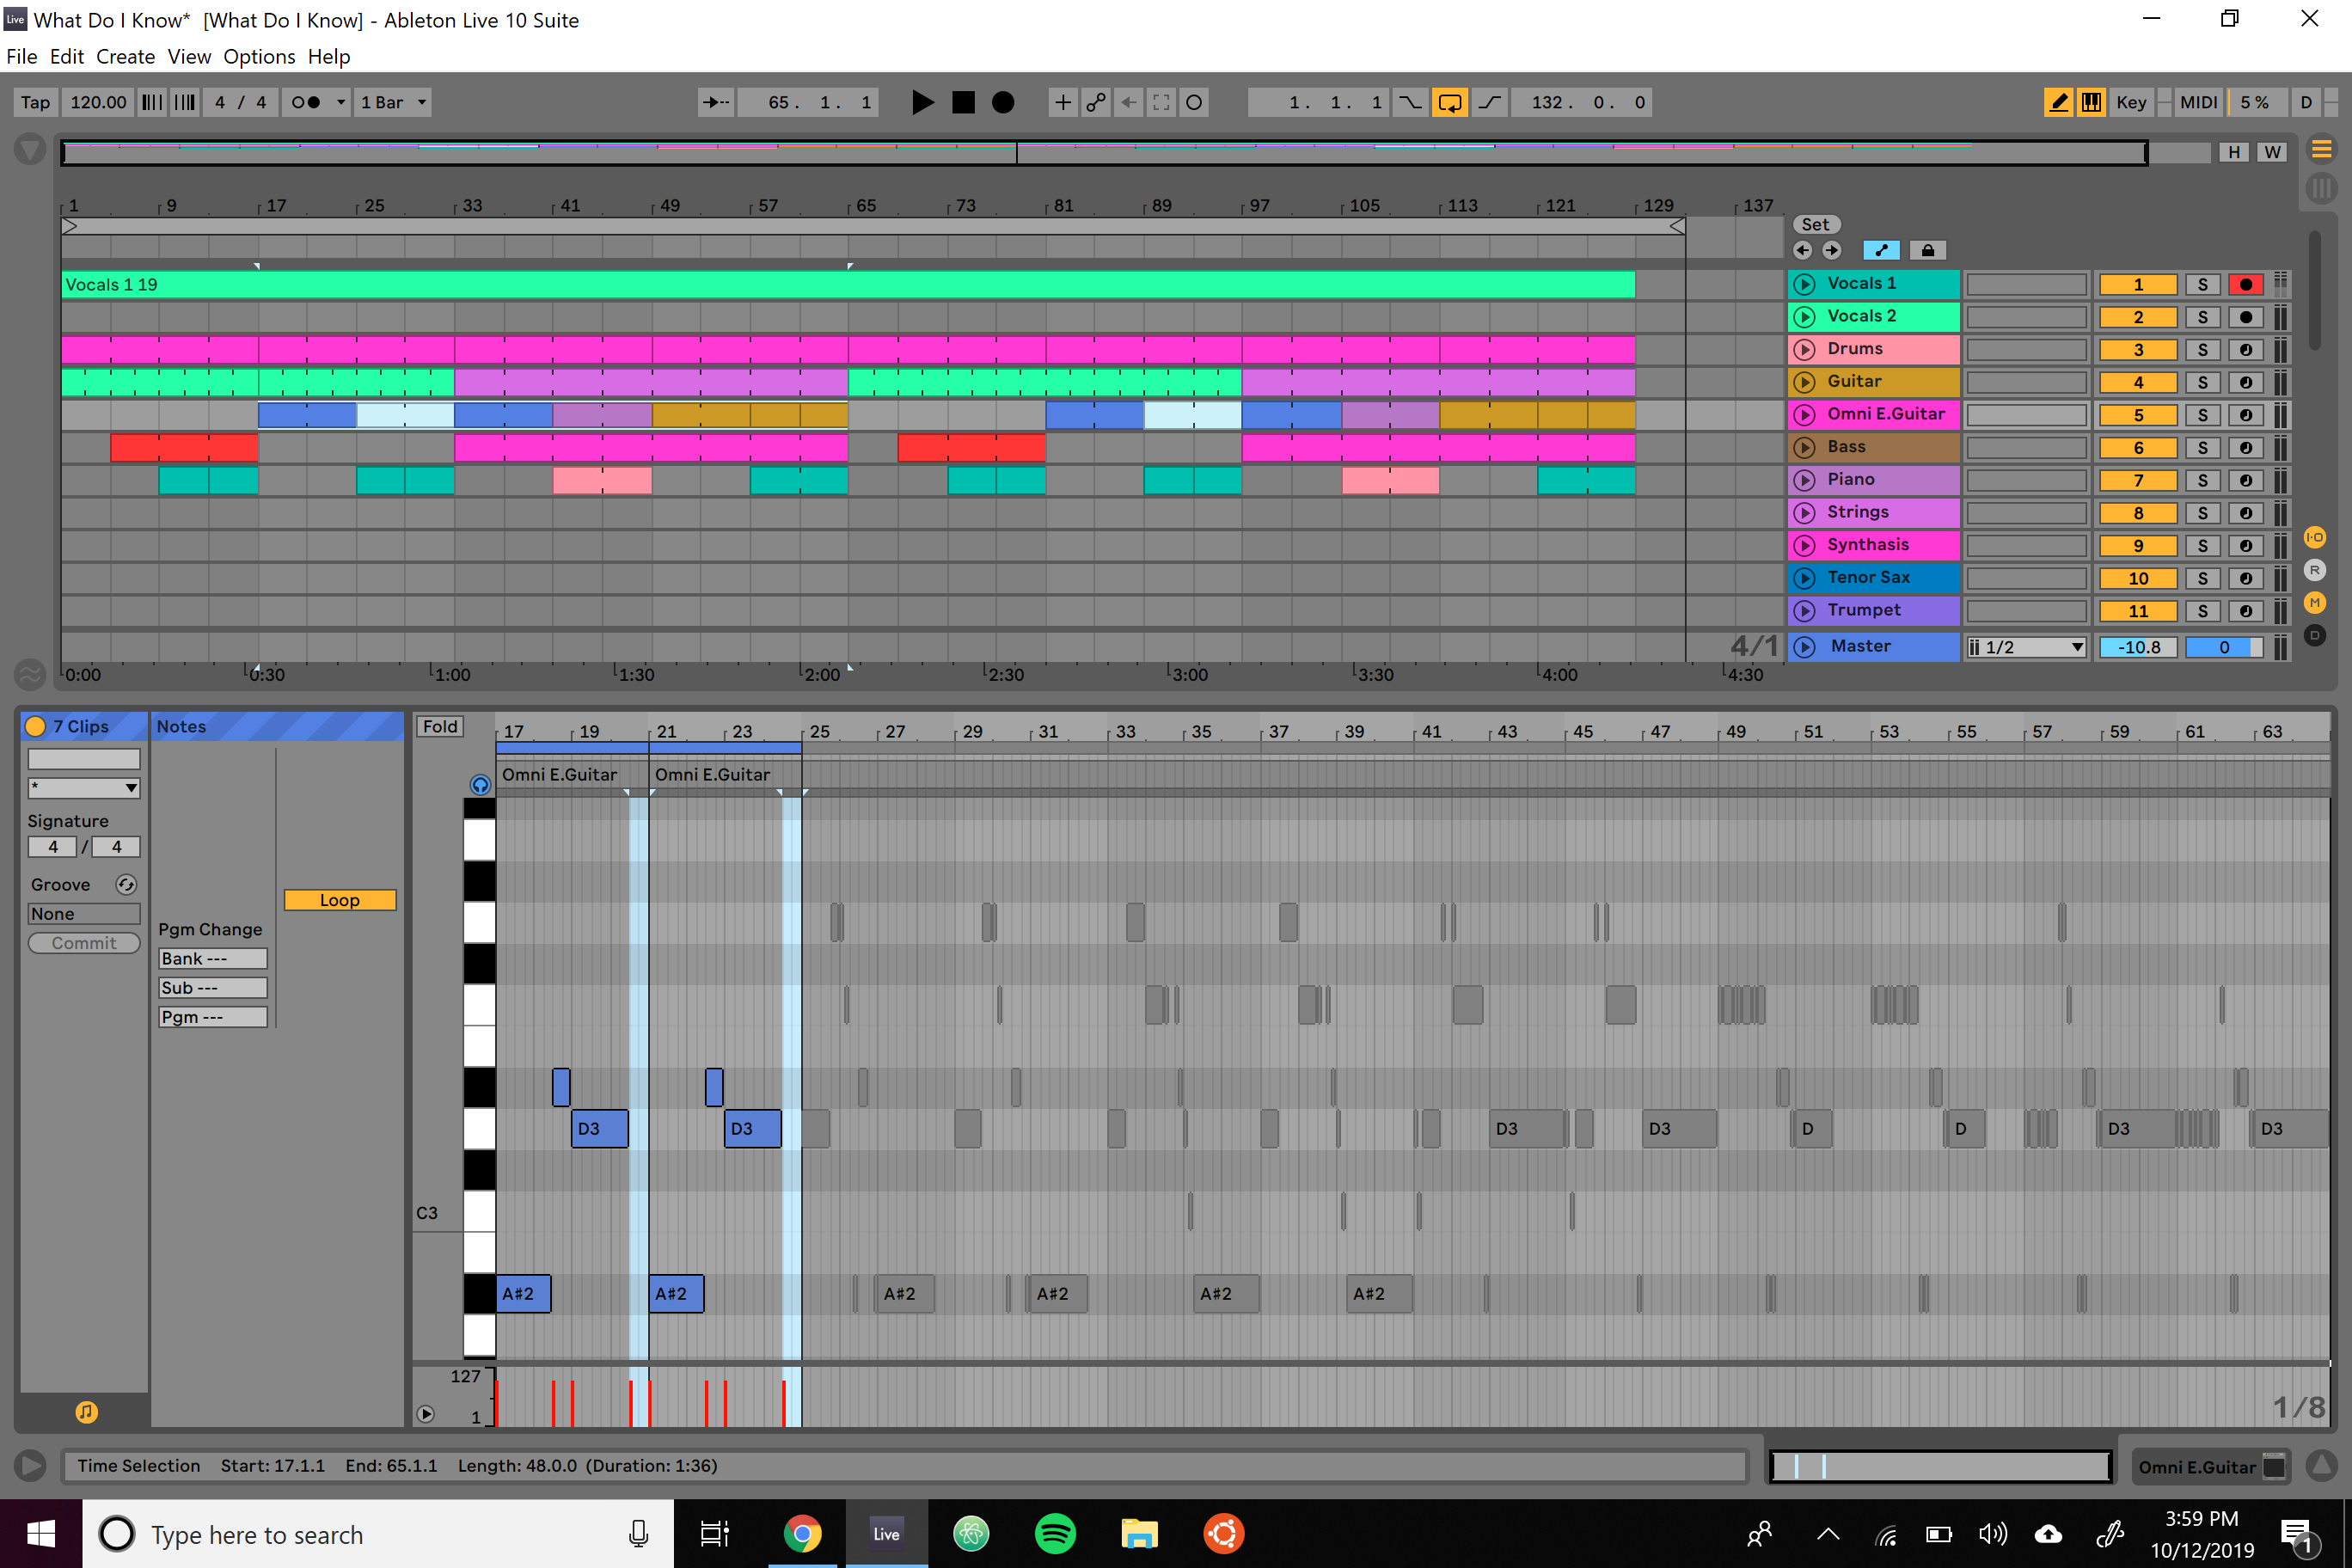 Live What Do I Know* [What Do I Know] - Ableton Live 10 Suite
File Edit Create View Options Help
Tap 120.00 4 / 4 1 Bar 65. 1. 1 1. 1. 1 132. 0. 0 Key MIDI 5 % D
H W
1 9 17 25 33 41 49 57 65 73 81 89 97 105 113 121 129 137
Set
Vocals 1 19 Vocals 1 1 S
Vocals 2 2 S
Drums 3 S
Guitar 4 S
Omni E.Guitar 5 S
Bass 6 S
Piano 7 S
Strings 8 S
Synthasis 9 S
I·O
R
Tenor Sax 10 S
M
Trumpet 11 S
D
4/1 Master 1/2 -10.8 0
0:00 0:30 1:00 1:30 2:00 2:30 3:00 3:30 4:00 4:30
7 Clips Notes Fold 17 19 21 23 25 27 29 31 33 35 37 39 41 43 45 47 49 51 53 55 57 59 61 63
Omni E.Guitar Omni E.Guitar
*
Signature
4 / 4
Groove
None
Commit
Loop
Pgm Change
Bank ---
Sub ---
Pgm ---
D3 D3 D3 D3 D D D3 D3
C3
A#2 A#2 A#2 A#2 A#2 A#2
127
1
1/8
Time Selection Start: 17.1.1 End: 65.1.1 Length: 48.0.0 (Duration: 1:36)
Omni E.Guitar
Type here to search
Live
3:59 PM
10/12/2019
1